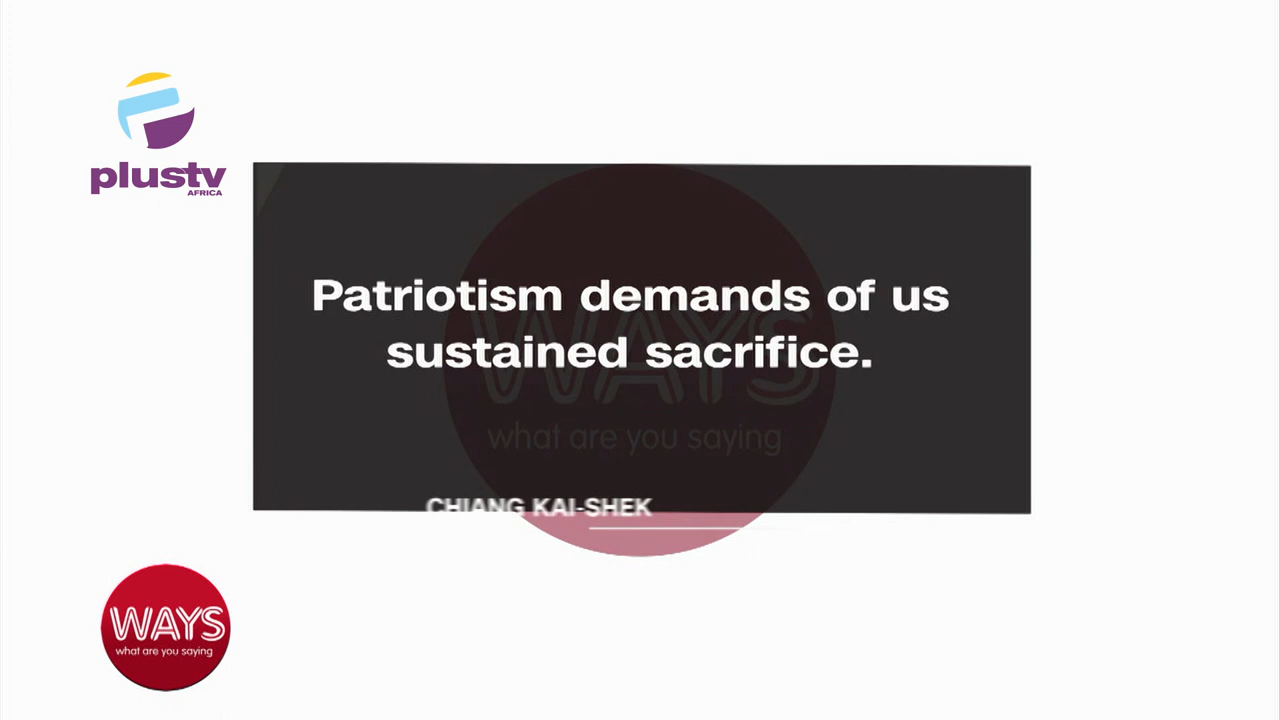 plustv
AFRICA
Patriotism demands of us
sustained sacrifice.
WAYS
what are you saying
CHIANG KAI-SHEK
WAYS
what are you saying